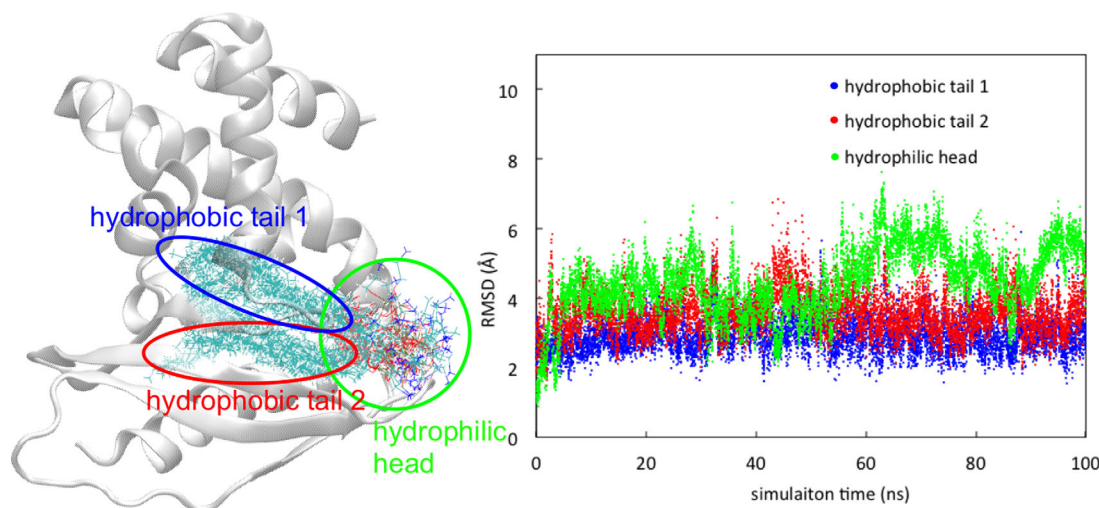 hydrophobic tail 1
hydrophobic tail 2
hydrophilic
head
RMSD (Å)
10
8
6
4
2
0
hydrophobic tail 1
hydrophobic tail 2
hydrophilic head
0
20
40
60
80
100
simulaiton time (ns)